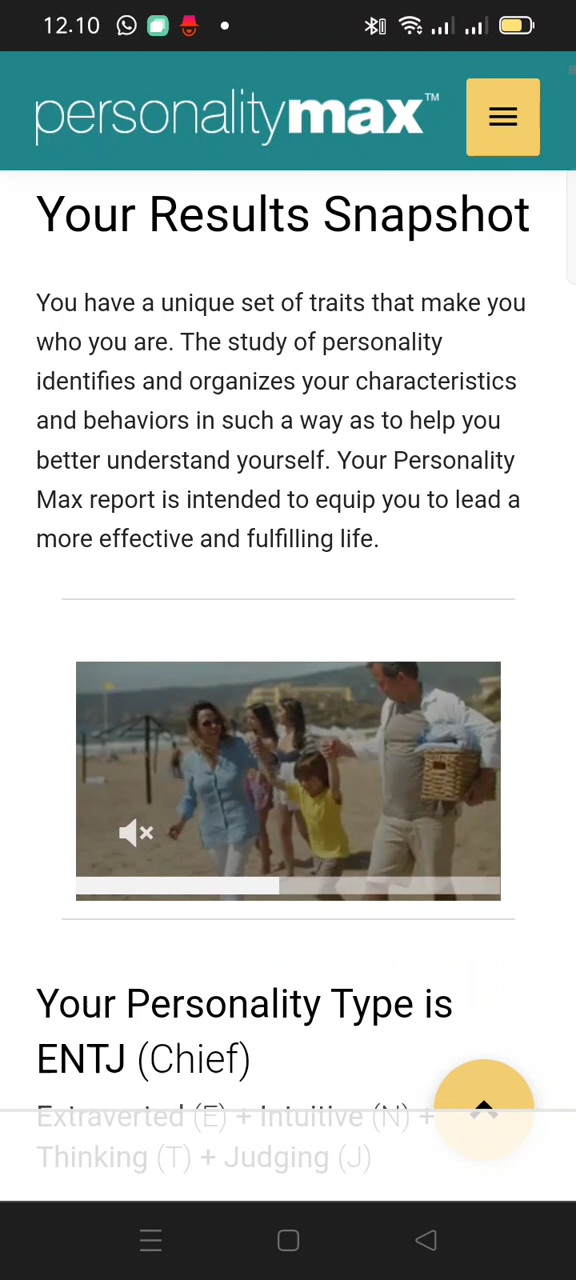 12.10
personalitymax™
Your Results Snapshot
You have a unique set of traits that make you
who you are. The study of personality
identifies and organizes your characteristics
and behaviors in such a way as to help you
better understand yourself. Your Personality
Max report is intended to equip you to lead a
more effective and fulfilling life.
Your Personality Type is
ENTJ (Chief)
Extraverted (E) + Intuitive (N) +
Thinking (T) + Judging (J)